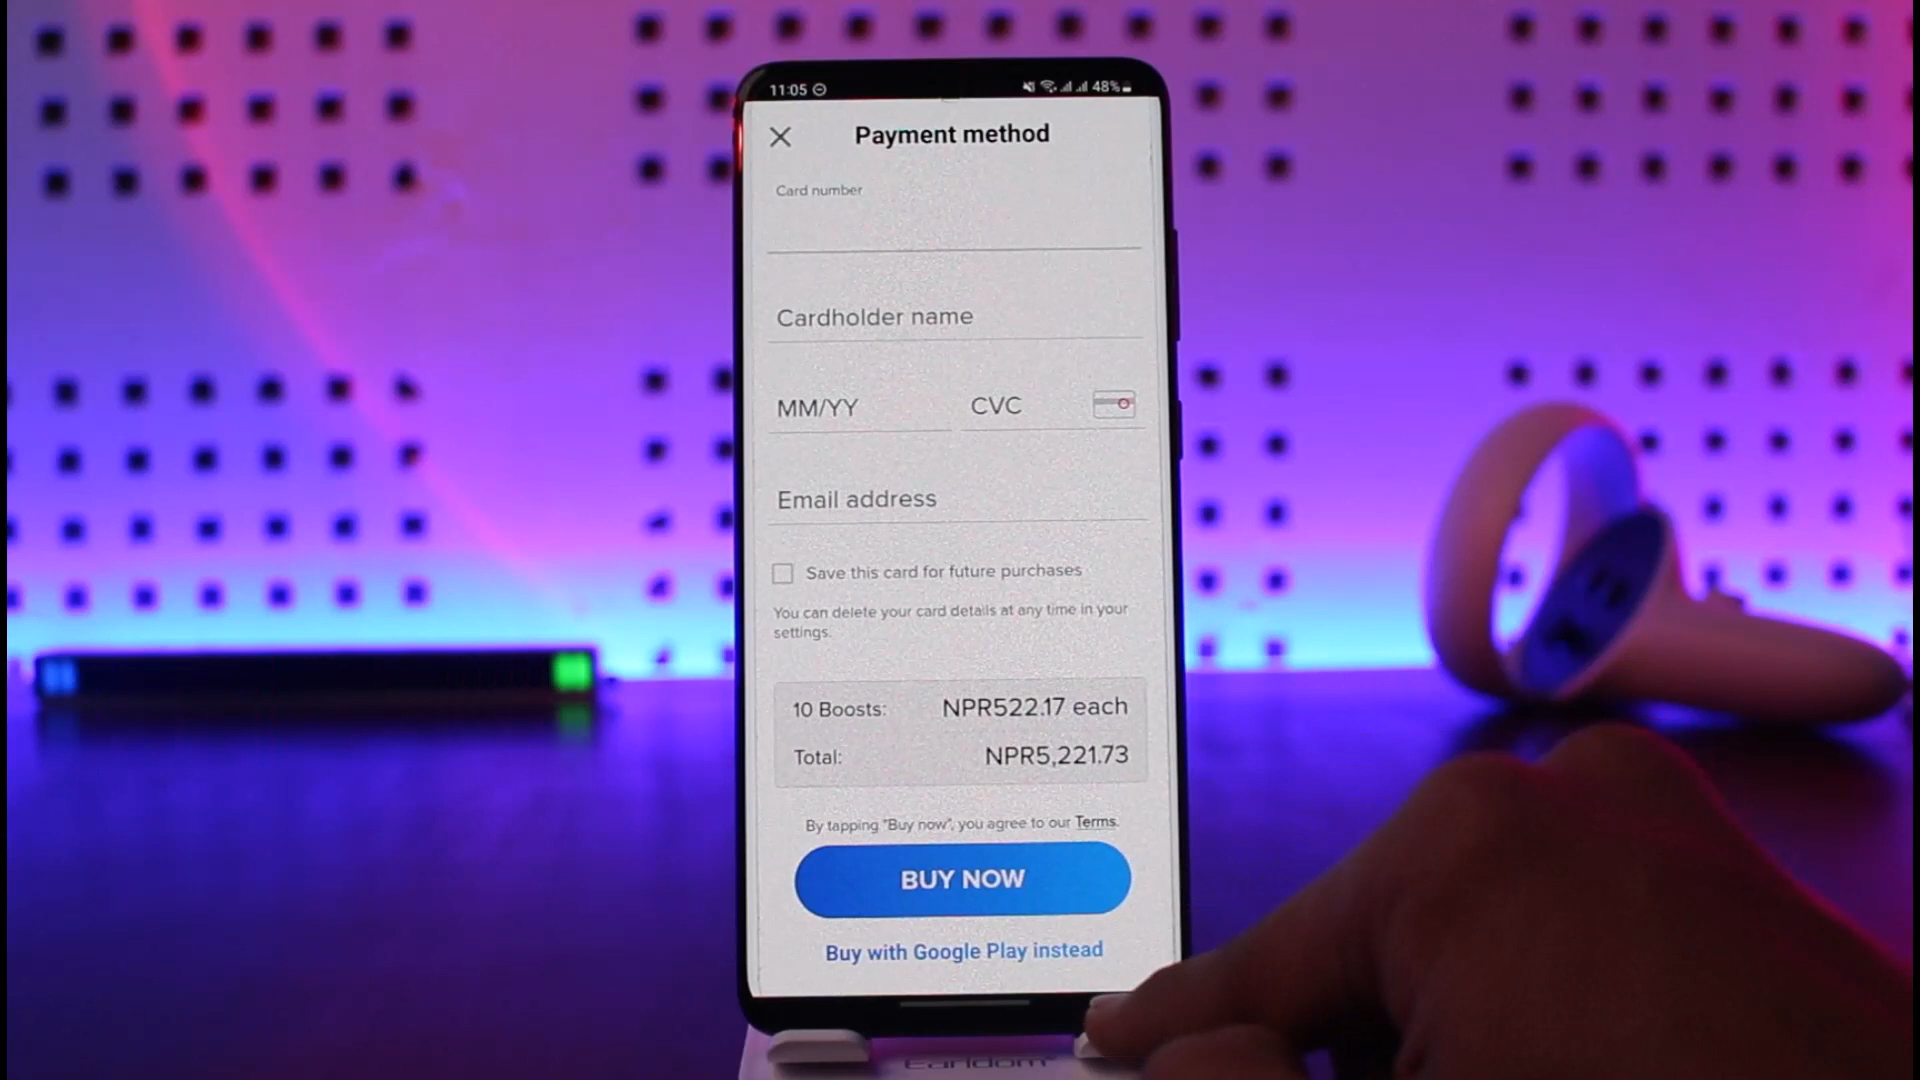 11:05 48%
Payment method
Card number
Cardholder name
MM/YY CVC
Email address
Save this card for future purchases
You can delete your card details at any time in your
settings.
10 Boosts: NPR522.17 each
Total: NPR5,221.73
By tapping "Buy now", you agree to our Terms.
BUY NOW
Buy with Google Play instead
Earldom